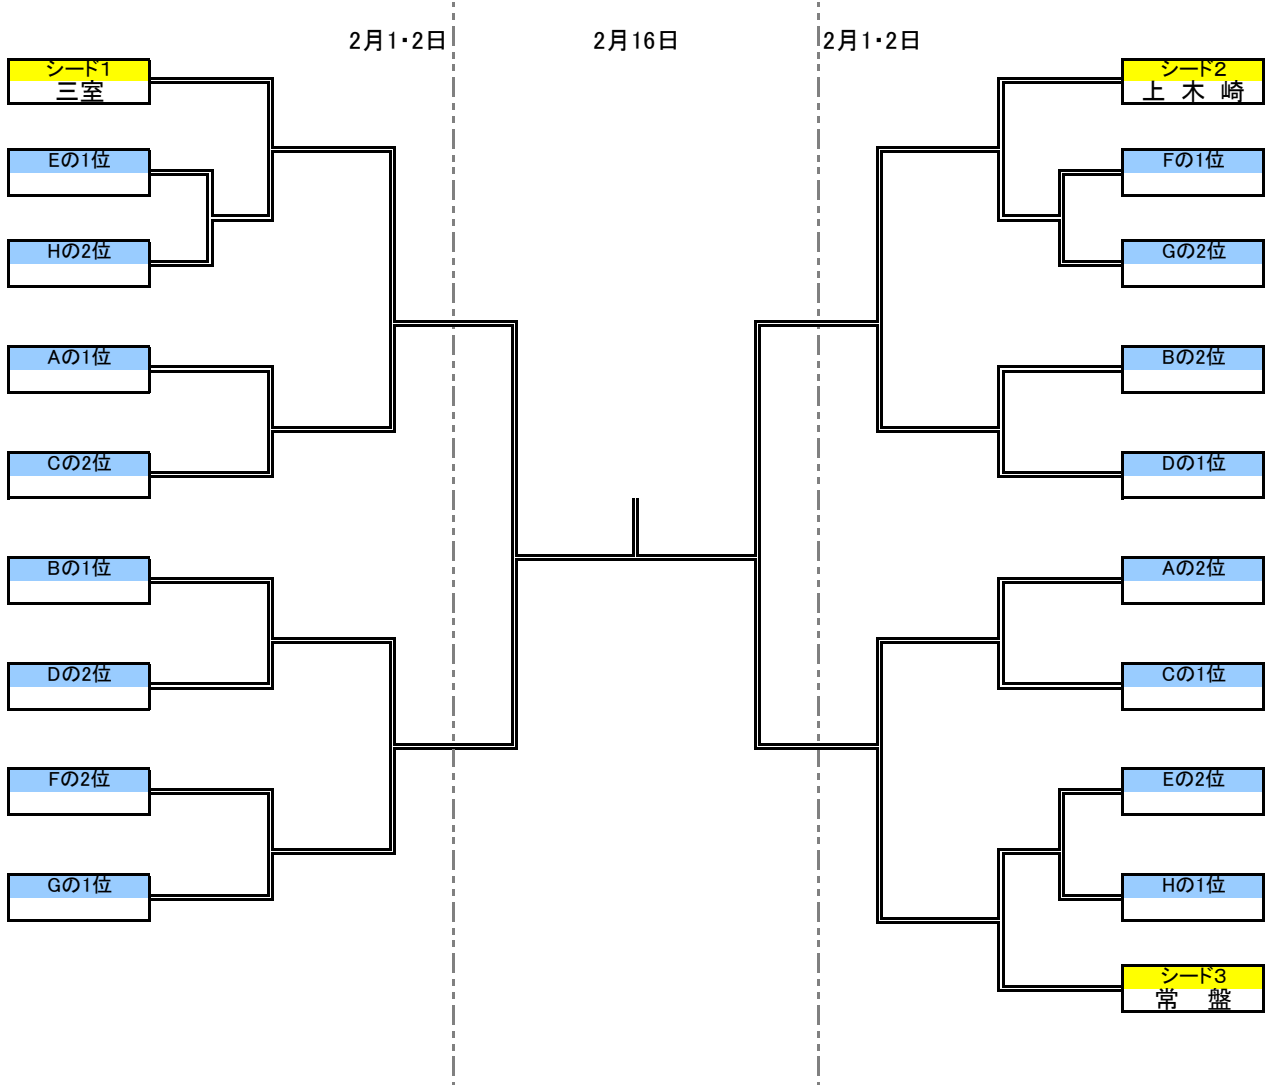 2月1・2日
2月16日
2月1・2日
シード1
三室
Eの1位
Hの2位
Aの1位
Cの2位
Bの1位
Dの2位
Fの2位
Gの1位
シード2
上 木 崎
Fの1位
Gの2位
Bの2位
Dの1位
Aの2位
Cの1位
Eの2位
Hの1位
シード3
常 盤